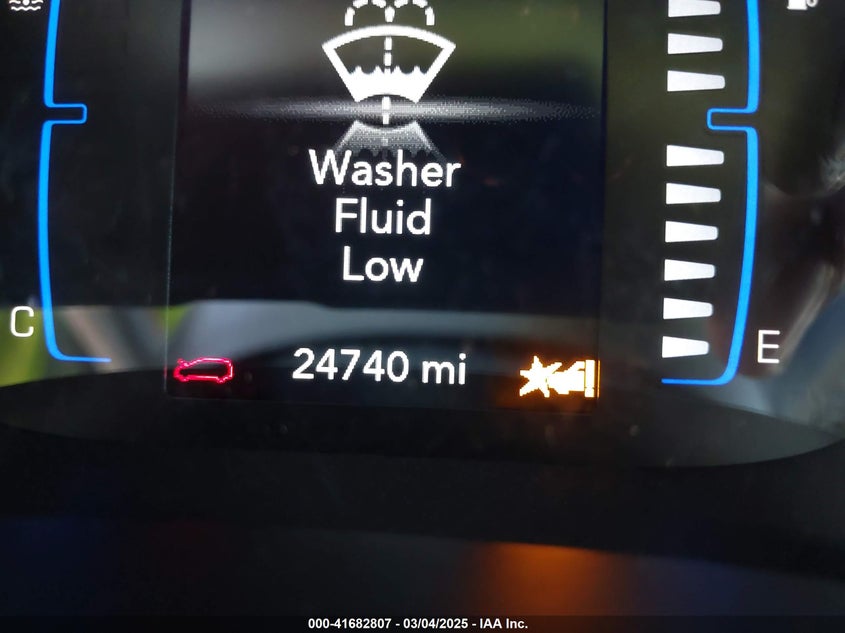 Washer
Fluid
Low
C
24740 mi
E
000-41682807 - 03/04/2025 - IAA Inc.